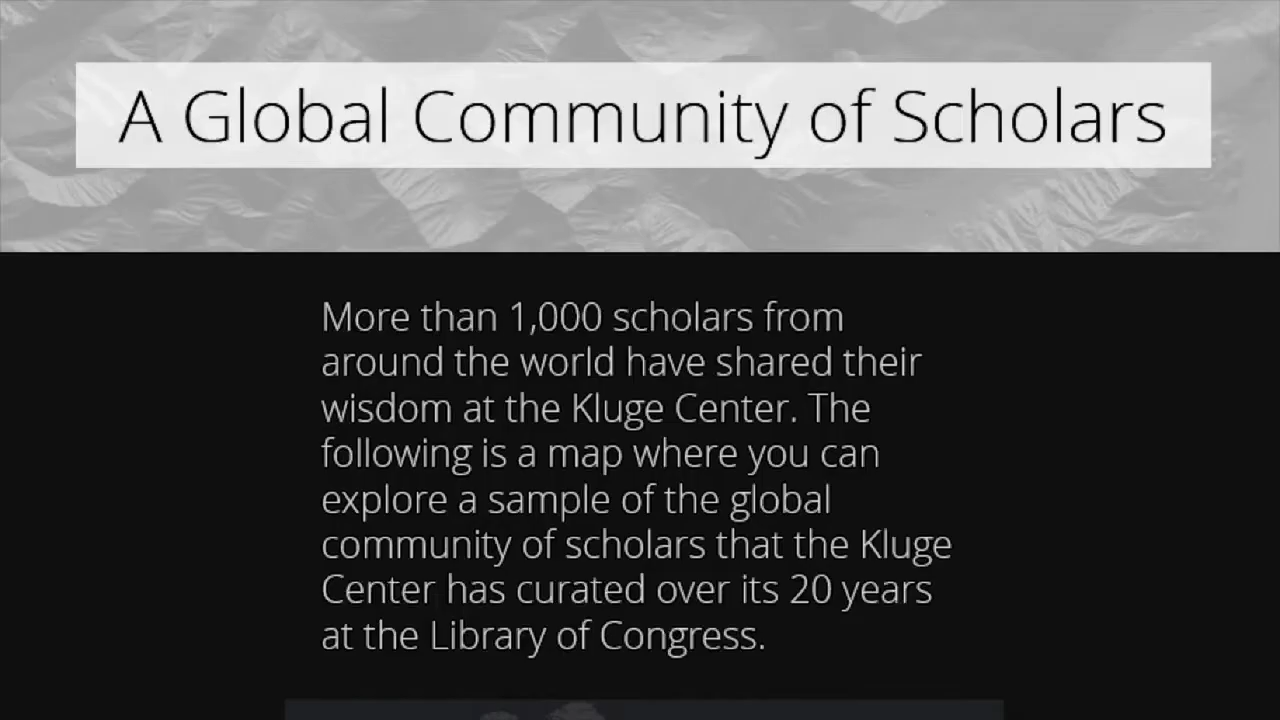 A Global Community of Scholars
More than 1,000 scholars from
around the world have shared their
wisdom at the Kluge Center. The
following is a map where you can
explore a sample of the global
community of scholars that the Kluge
Center has curated over its 20 years
at the Library of Congress.